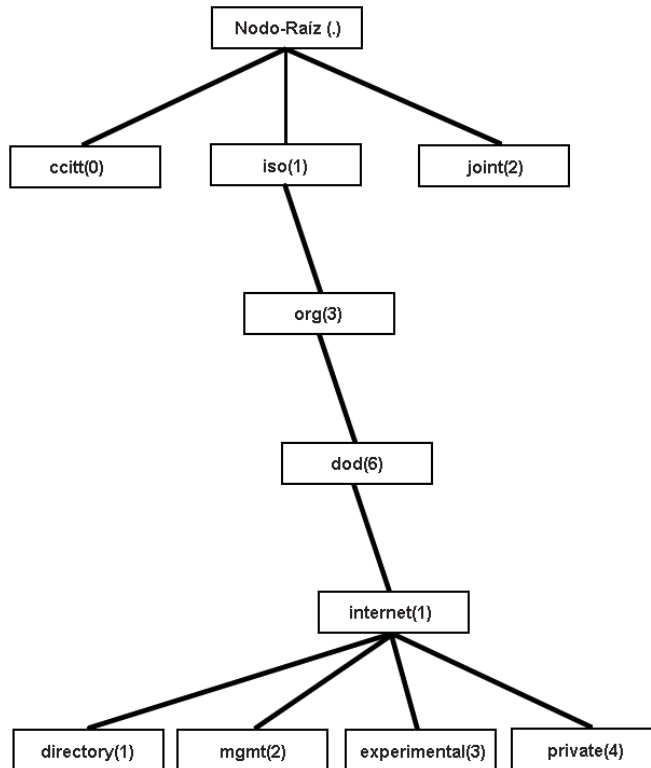 Nodo-Raíz (.)
ccitt(0)
iso(1)
joint(2)
org(3)
dod(6)
internet(1)
directory(1)
mgmt(2)
experimental(3)
private(4)